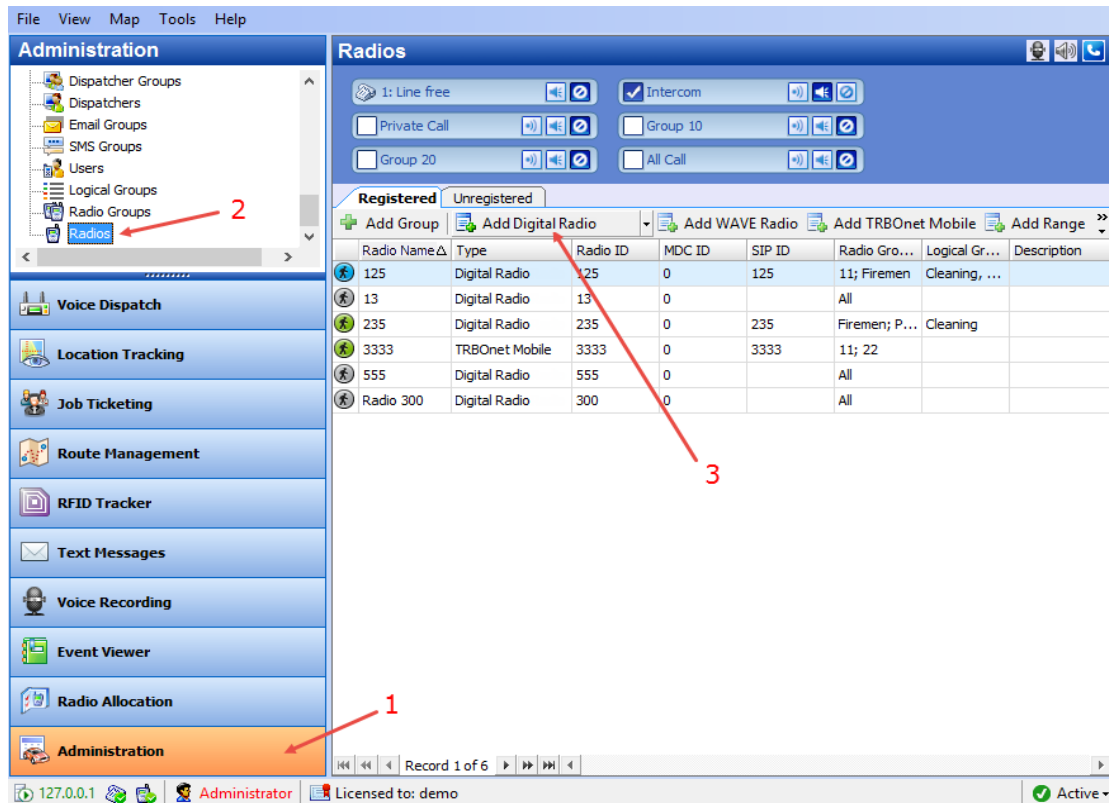 File View Map Tools Help
Administration
Dispatcher Groups
Dispatchers
Email Groups
SMS Groups
Users
Logical Groups
Radio Groups
Radios
2
Voice Dispatch
Location Tracking
Job Ticketing
Route Management
RFID Tracker
Text Messages
Voice Recording
Event Viewer
Radio Allocation
Administration
1
Radios
1: Line free Intercom
Private Call Group 10
Group 20 All Call
Registered Unregistered
Add Group Add Digital Radio Add WAVE Radio Add TRBOnet Mobile Add Range
Radio Name Type Radio ID MDC ID SIP ID Radio Gro... Logical Gr... Description
125 Digital Radio 125 0 125 11; Firemen Cleaning, ...
13 Digital Radio 13 0 All
235 Digital Radio 235 0 235 Firemen; P... Cleaning
3333 TRBOnet Mobile 3333 0 3333 11; 22
555 Digital Radio 555 0 All
Radio 300 Digital Radio 300 0 All
3
Record 1 of 6
127.0.0.1 Administrator Licensed to: demo Active